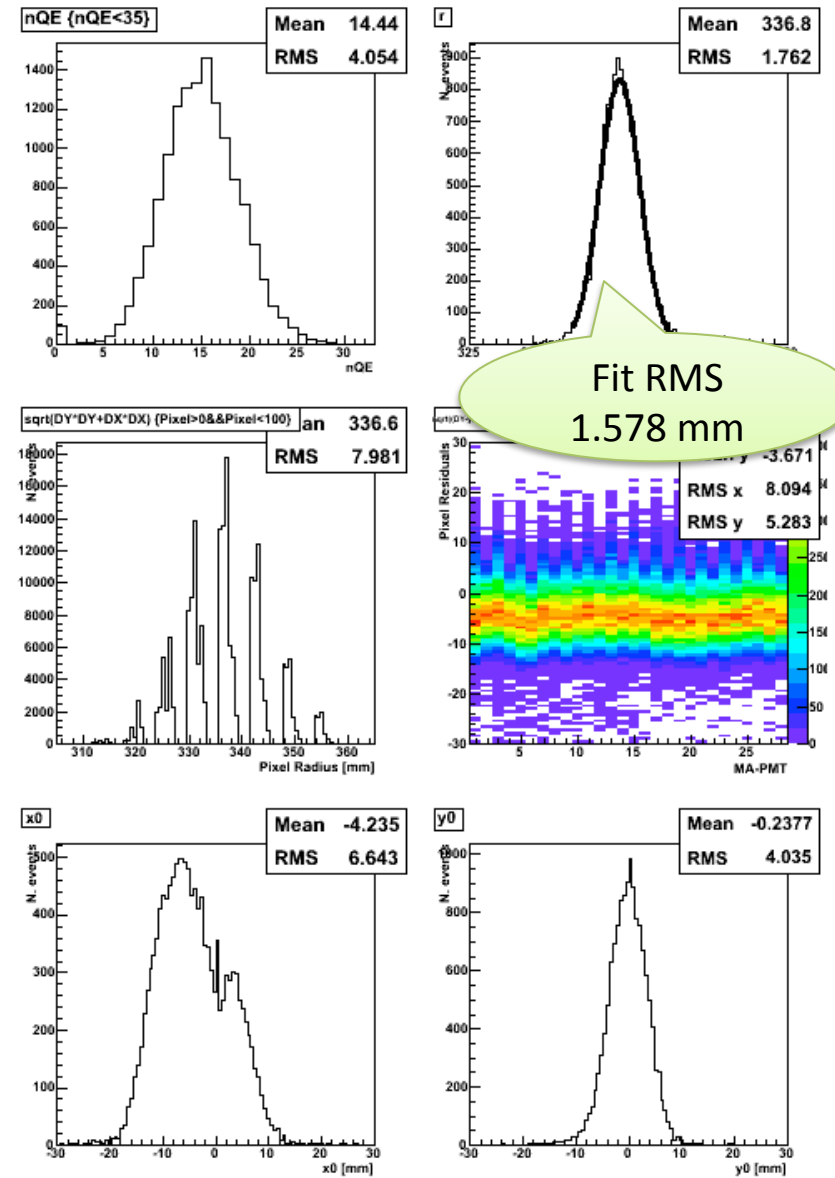 nQE {nQE<35}
Mean 14.44
RMS 4.054
1400
1200
1000
800
600
400
200
0
0 5 10 15 20 25 30
nQE
r
Mean 336.8
RMS 1.762
N. events
900
800
700
600
500
400
300
200
100
0
325
Fit RMS
1.578 mm
sqrt(DY*DY+DX*DX) {Pixel>0&&Pixel<100}
an 336.6
RMS 7.981
N. events
18000
16000
14000
12000
10000
8000
6000
4000
2000
0
310 320 330 340 350 360
Pixel Radius [mm]
y -3.671
RMS x 8.094
RMS y 5.283
Pixel Residuals
30
20
10
0
-10
-20
-30
5 10 15 20 25
MA-PMT
250
200
150
100
50
0
x0
Mean -4.235
RMS 6.643
N. events
500
400
300
200
100
0
-30 -20 -10 0 10 20 30
x0 [mm]
y0
Mean -0.2377
RMS 4.035
N. events
1000
800
600
400
200
0
-30 -20 -10 0 10 20 30
y0 [mm]